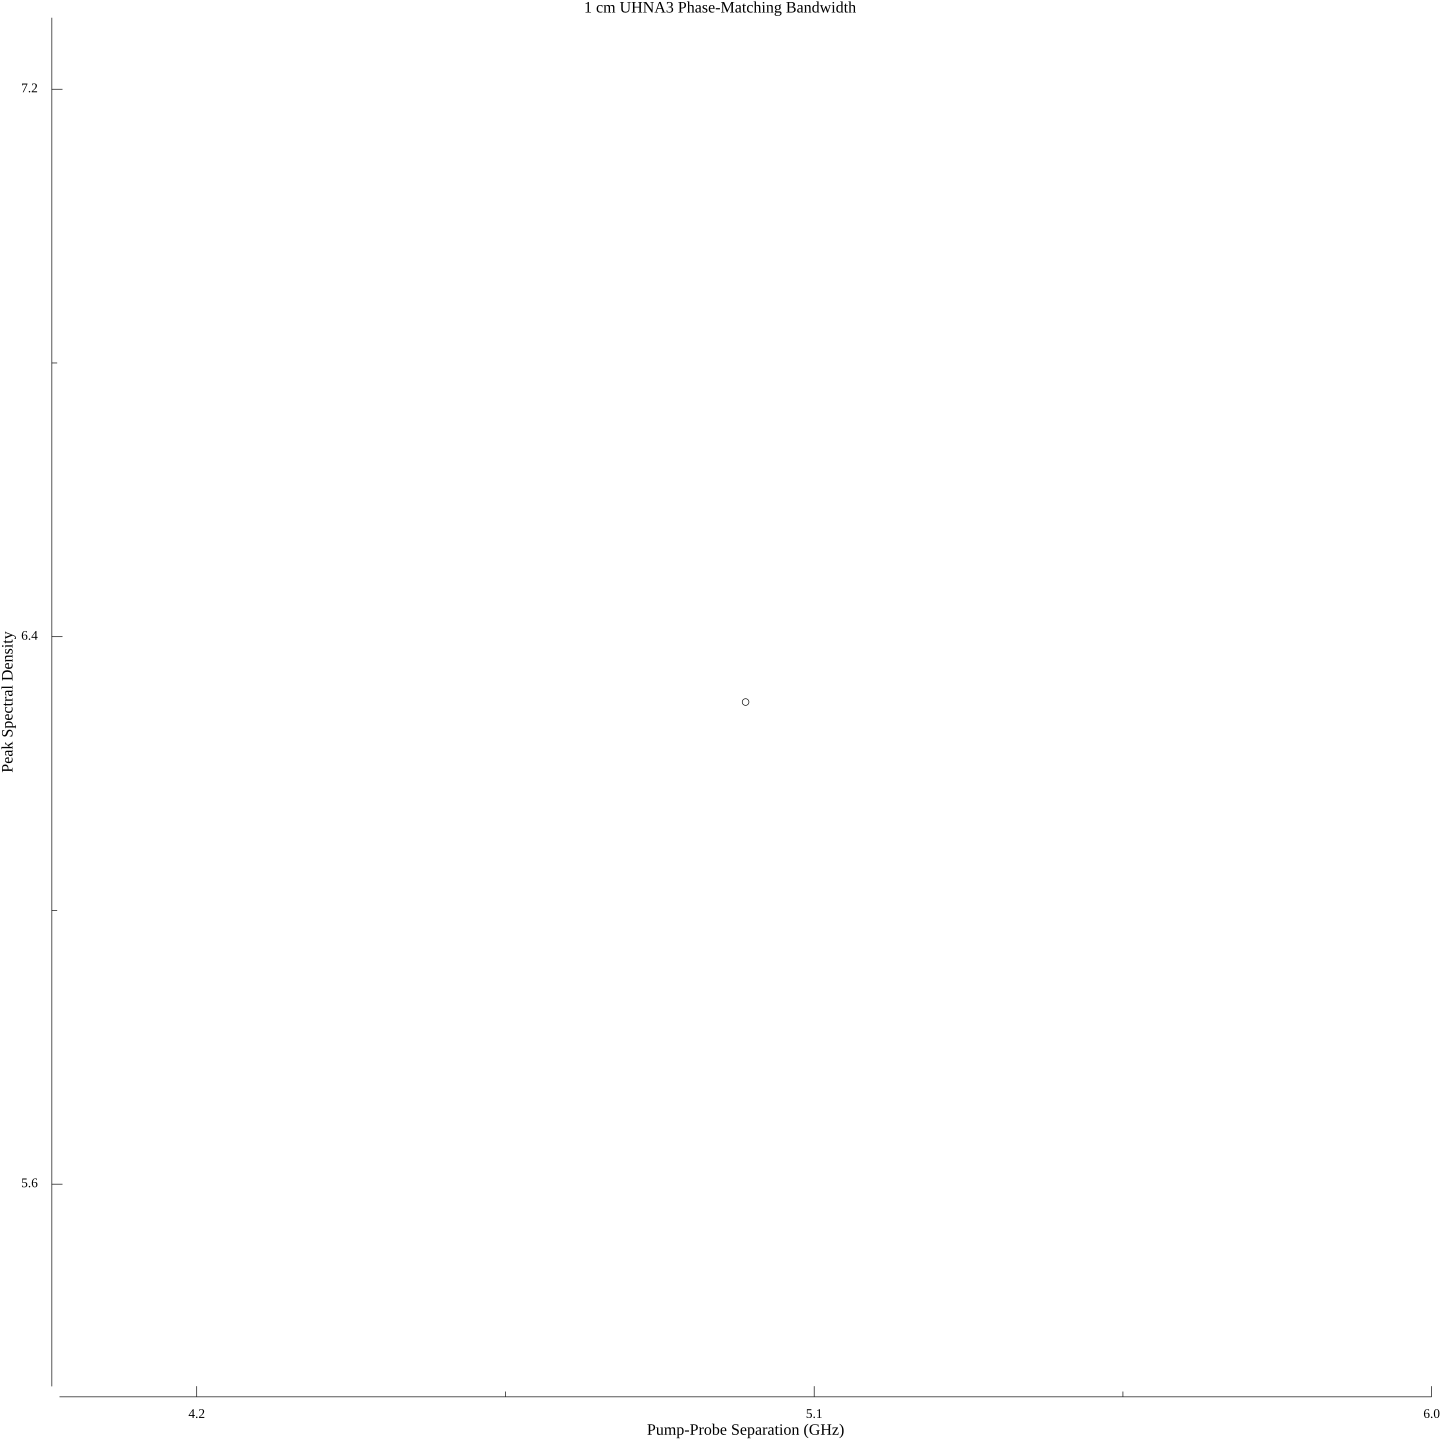 1 cm UHNA3 Phase-Matching Bandwidth
7.2
6.4
5.6
Peak Spectral Density
4.2
5.1
6.0
Pump-Probe Separation (GHz)